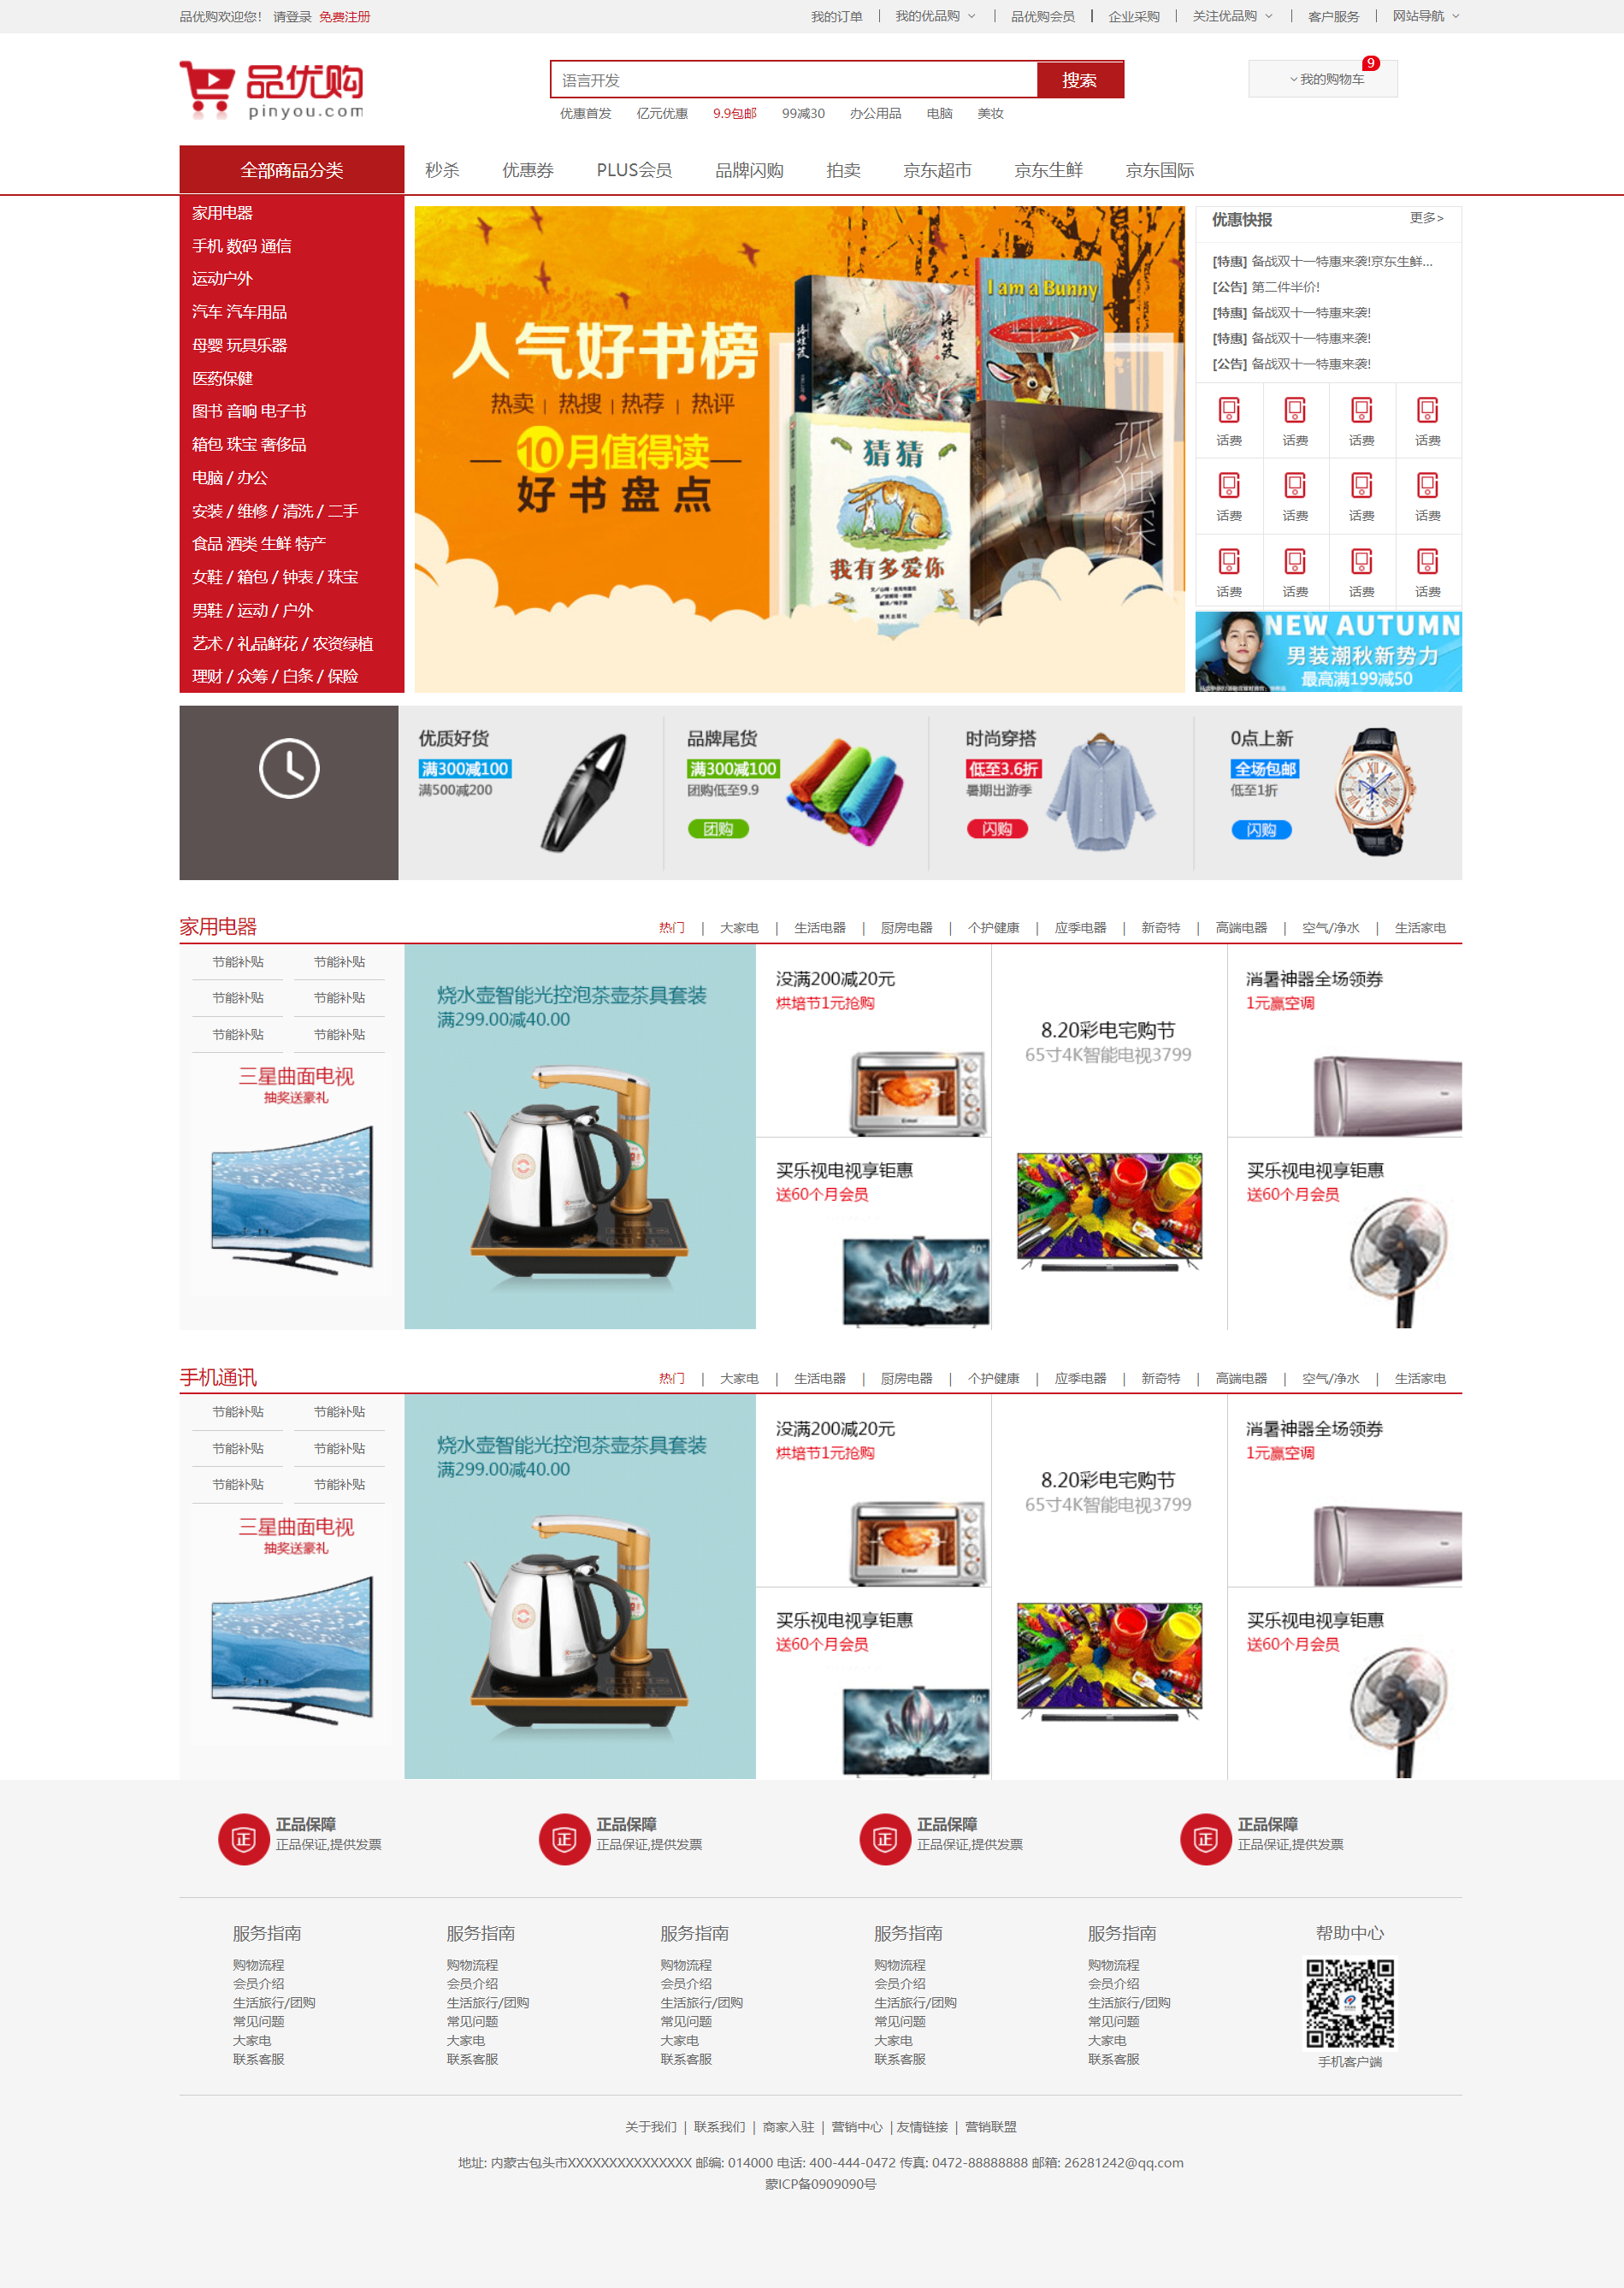 品优购欢迎您! 请登录 免费注册
我的订单 | 我的优品购 | 品优购会员 | 企业采购 | 关注优品购 | 客户服务 | 网站导航
品优购
pinyou.com
语言开发
搜索
我的购物车
9
优惠首发 亿元优惠 9.9包邮 99减30 办公用品 电脑 美妆
全部商品分类 秒杀 优惠券 PLUS会员 品牌闪购 拍卖 京东超市 京东生鲜 京东国际
家用电器
手机 数码 通信
运动户外
汽车 汽车用品
母婴 玩具乐器
医药保健
图书 音响 电子书
箱包 珠宝 奢侈品
电脑 / 办公
安装 / 维修 / 清洗 / 二手
食品 酒类 生鲜 特产
女鞋 / 箱包 / 钟表 / 珠宝
男鞋 / 运动 / 户外
艺术 / 礼品鲜花 / 农资绿植
理财 / 众筹 / 白条 / 保险
人气好书榜
热卖 | 热搜 | 热荐 | 热评
10月值得读
好书盘点
I am a Bunny
猜猜
我有多爱你
孤独深
优惠快报 更多>
[特惠] 备战双十一特惠来袭!京东生鲜...
[公告] 第二件半价!
[特惠] 备战双十一特惠来袭!
[特惠] 备战双十一特惠来袭!
[公告] 备战双十一特惠来袭!
话费 话费 话费 话费
话费 话费 话费 话费
话费 话费 话费 话费
NEW AUTUMN
男装潮秋新势力
最高满199减50
优质好货
满300减100
满500减200
品牌尾货
满300减100
团购低至9.9
团购
时尚穿搭
低至3.6折
暑期出游季
闪购
0点上新
全场包邮
低至1折
闪购
家用电器
热门 | 大家电 | 生活电器 | 厨房电器 | 个护健康 | 应季电器 | 新奇特 | 高端电器 | 空气/净水 | 生活家电
节能补贴 节能补贴
节能补贴 节能补贴
节能补贴 节能补贴
三星曲面电视
抽奖送豪礼
烧水壶智能光控泡茶壶茶具套装
满299.00减40.00
没满200减20元
烘培节1元抢购
买乐视电视享钜惠
送60个月会员
40"
8.20彩电宅购节
65寸4K智能电视3799
55"
消暑神器全场领券
1元赢空调
买乐视电视享钜惠
送60个月会员
手机通讯
热门 | 大家电 | 生活电器 | 厨房电器 | 个护健康 | 应季电器 | 新奇特 | 高端电器 | 空气/净水 | 生活家电
节能补贴 节能补贴
节能补贴 节能补贴
节能补贴 节能补贴
三星曲面电视
抽奖送豪礼
烧水壶智能光控泡茶壶茶具套装
满299.00减40.00
没满200减20元
烘培节1元抢购
买乐视电视享钜惠
送60个月会员
40"
8.20彩电宅购节
65寸4K智能电视3799
55"
消暑神器全场领券
1元赢空调
买乐视电视享钜惠
送60个月会员
正 正品保障
正品保证,提供发票
正 正品保障
正品保证,提供发票
正 正品保障
正品保证,提供发票
正 正品保障
正品保证,提供发票
服务指南 服务指南 服务指南 服务指南 服务指南 帮助中心
购物流程 购物流程 购物流程 购物流程 购物流程
会员介绍 会员介绍 会员介绍 会员介绍 会员介绍
生活旅行/团购 生活旅行/团购 生活旅行/团购 生活旅行/团购 生活旅行/团购
常见问题 常见问题 常见问题 常见问题 常见问题
大家电 大家电 大家电 大家电 大家电
联系客服 联系客服 联系客服 联系客服 联系客服
手机客户端
关于我们 | 联系我们 | 商家入驻 | 营销中心 | 友情链接 | 营销联盟
地址: 内蒙古包头市XXXXXXXXXXXXXXX 邮编: 014000 电话: 400-444-0472 传真: 0472-88888888 邮箱: 26281242@qq.com
蒙ICP备0909090号